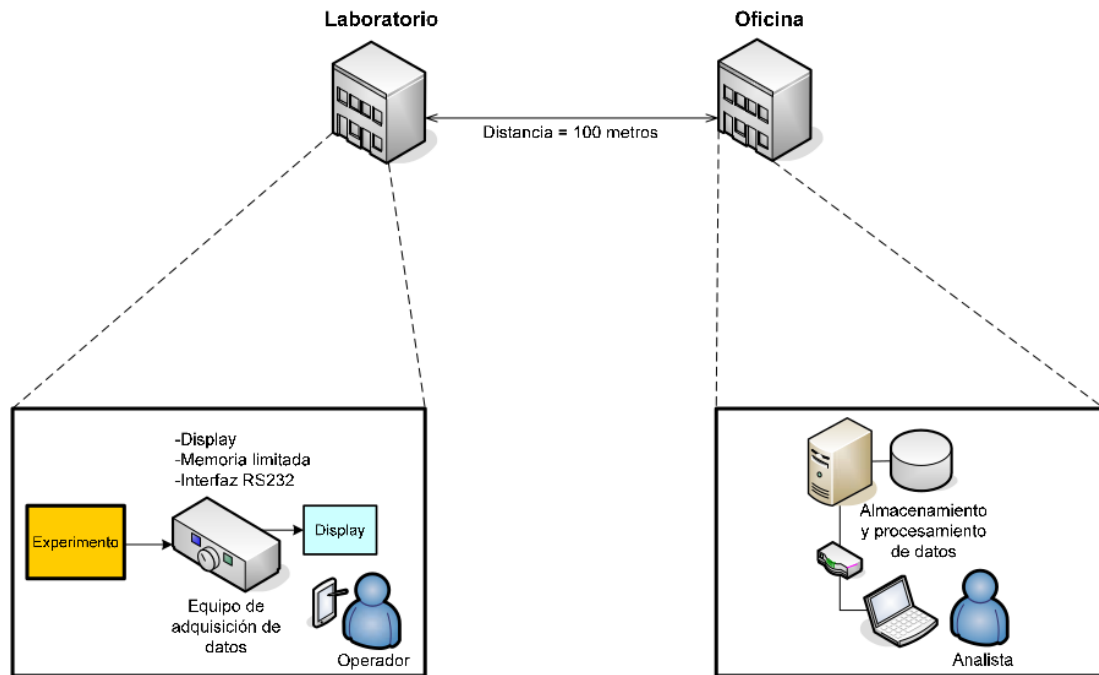 Laboratorio
Oficina
Distancia = 100 metros
-Display
-Memoria limitada
-Interfaz RS232
Experimento
Display
Equipo de
adquisición de
datos
Operador
Almacenamiento
y procesamiento
de datos
Analista